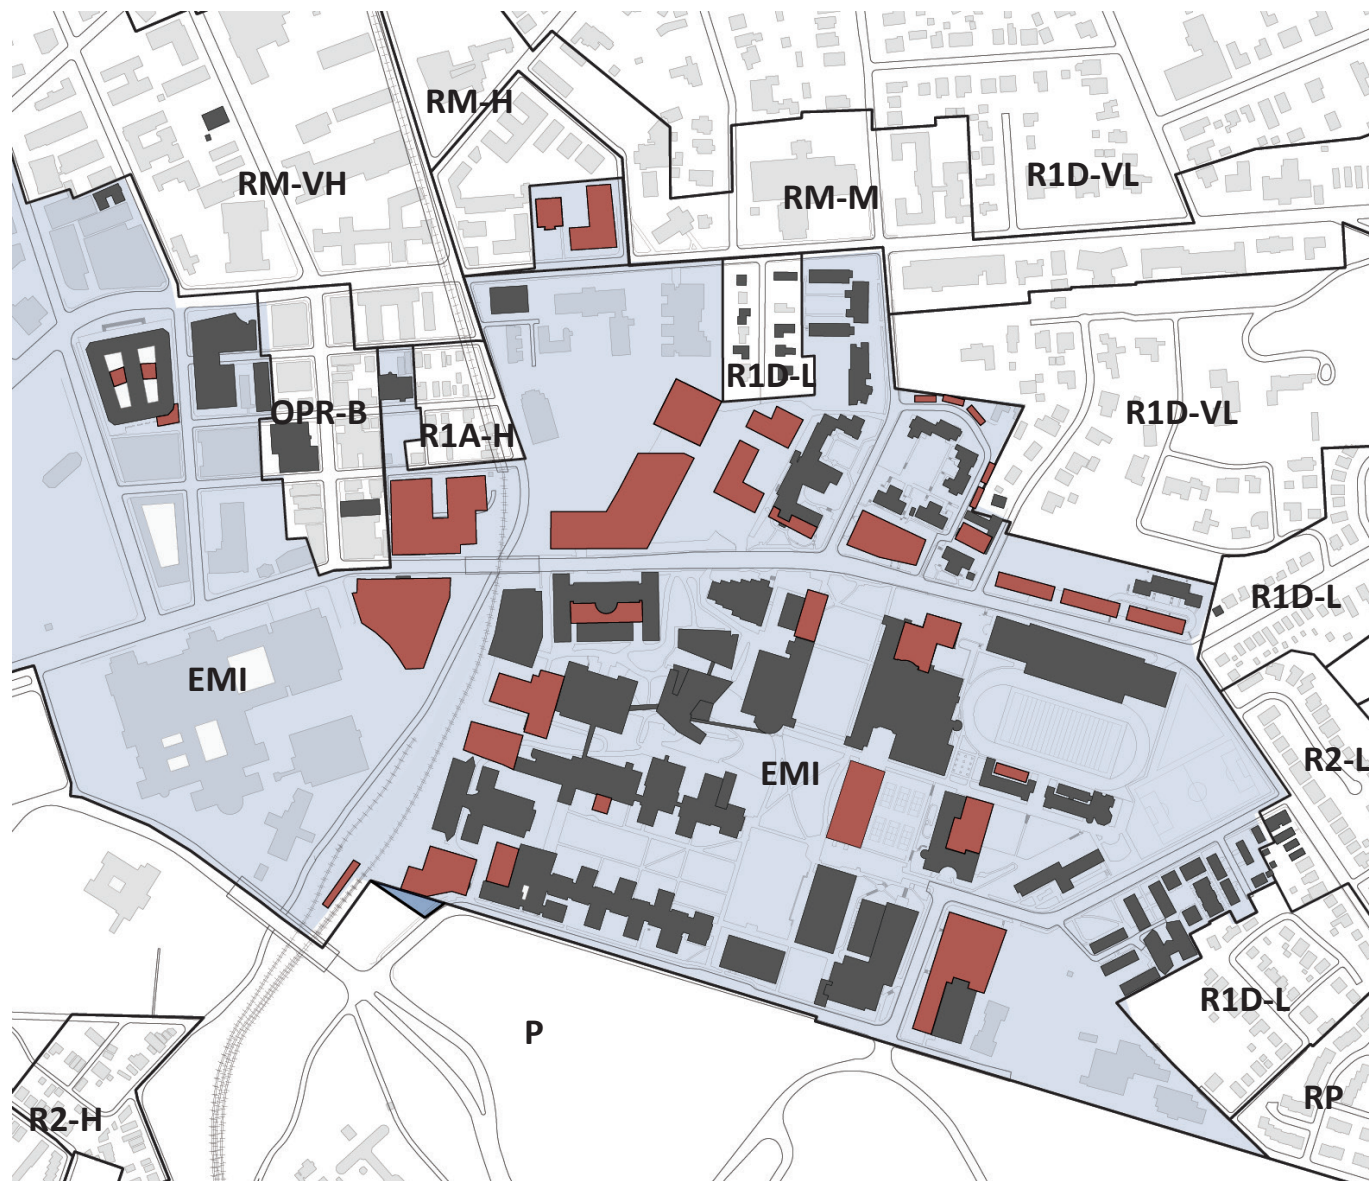 RM-H
RM-VH
RM-M
R1D-VL
R1D-L
OPR-B
R1A-H
R1D-VL
R1D-L
EMI
R2-L
EMI
R1D-L
P
RP
R2-H